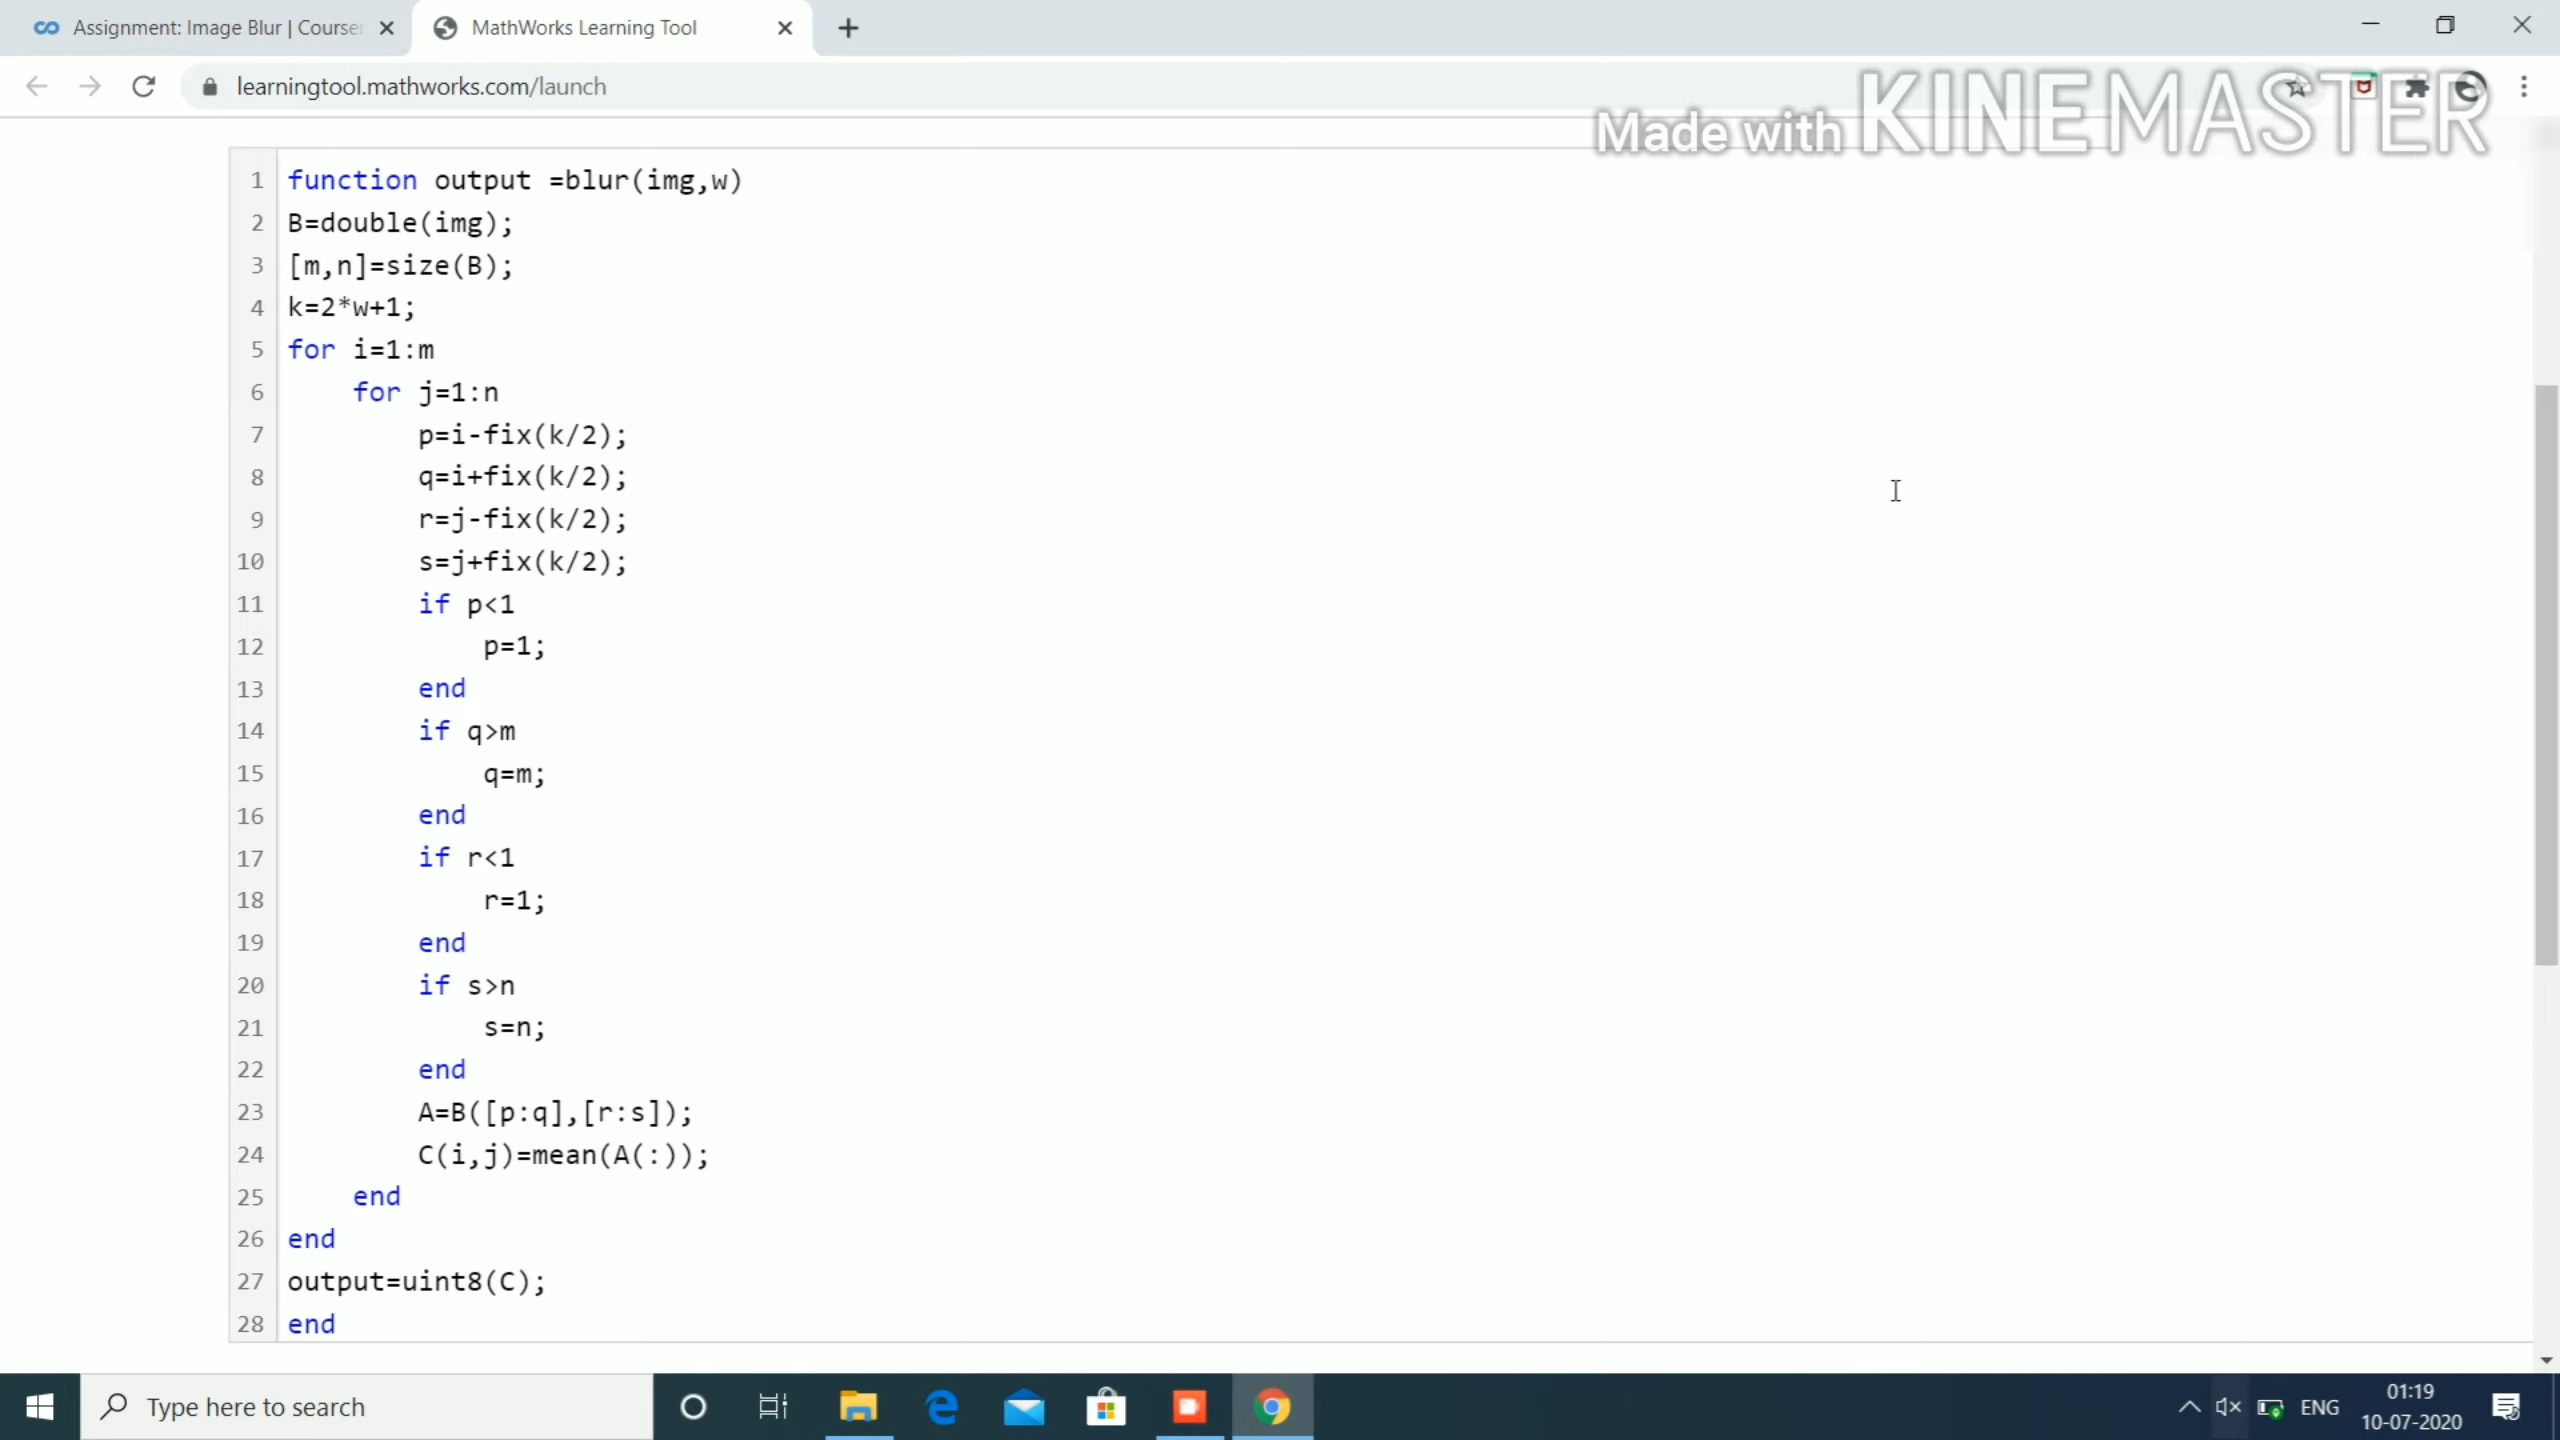 Assignment: Image Blur | Courser
MathWorks Learning Tool
learningtool.mathworks.com/launch
Made with KINEMASTER
1 function output =blur(img,w)
2 B=double(img);
3 [m,n]=size(B);
4 k=2*w+1;
5 for i=1:m
6 for j=1:n
7 p=i-fix(k/2);
8 q=i+fix(k/2);
9 r=j-fix(k/2);
10 s=j+fix(k/2);
11 if p<1
12 p=1;
13 end
14 if q>m
15 q=m;
16 end
17 if r<1
18 r=1;
19 end
20 if s>n
21 s=n;
22 end
23 A=B([p:q],[r:s]);
24 C(i,j)=mean(A(:));
25 end
26 end
27 output=uint8(C);
28 end
Type here to search
ENG
01:19
10-07-2020